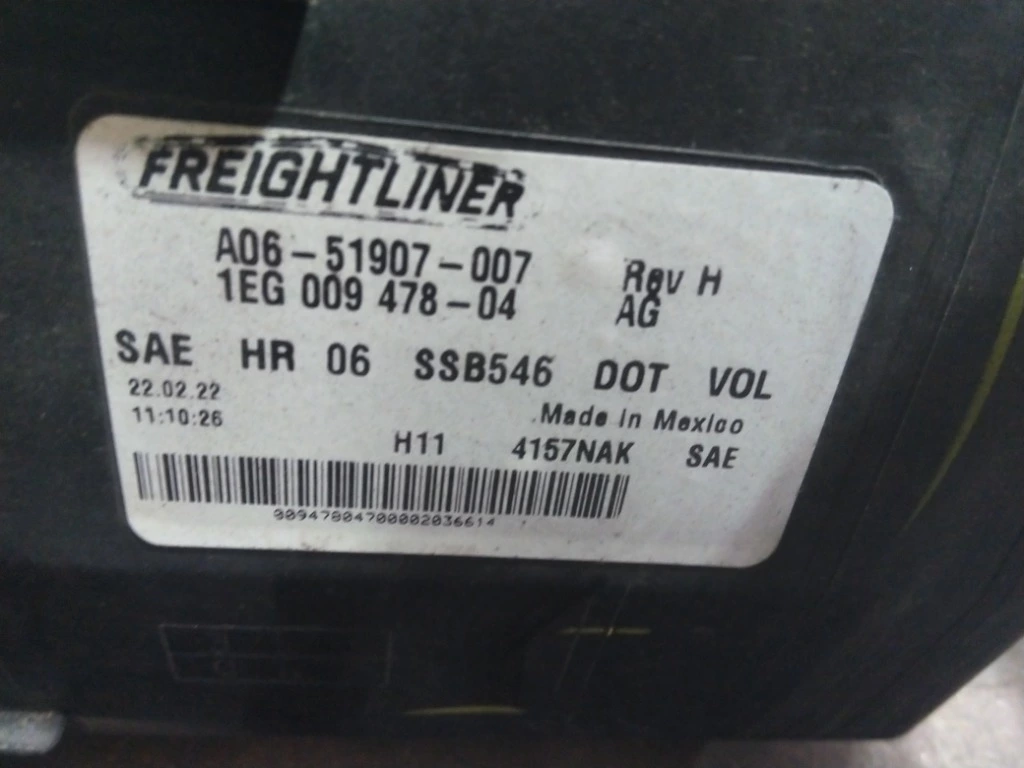 FREIGHTLINER
A06-51907-007 Rev H
1EG 009 478-04 AG
SAE HR 06 SSB546 DOT VOL
22.02.22
11:10:26 Made in Mexico
H11 4157NAK SAE
00947804700002036614